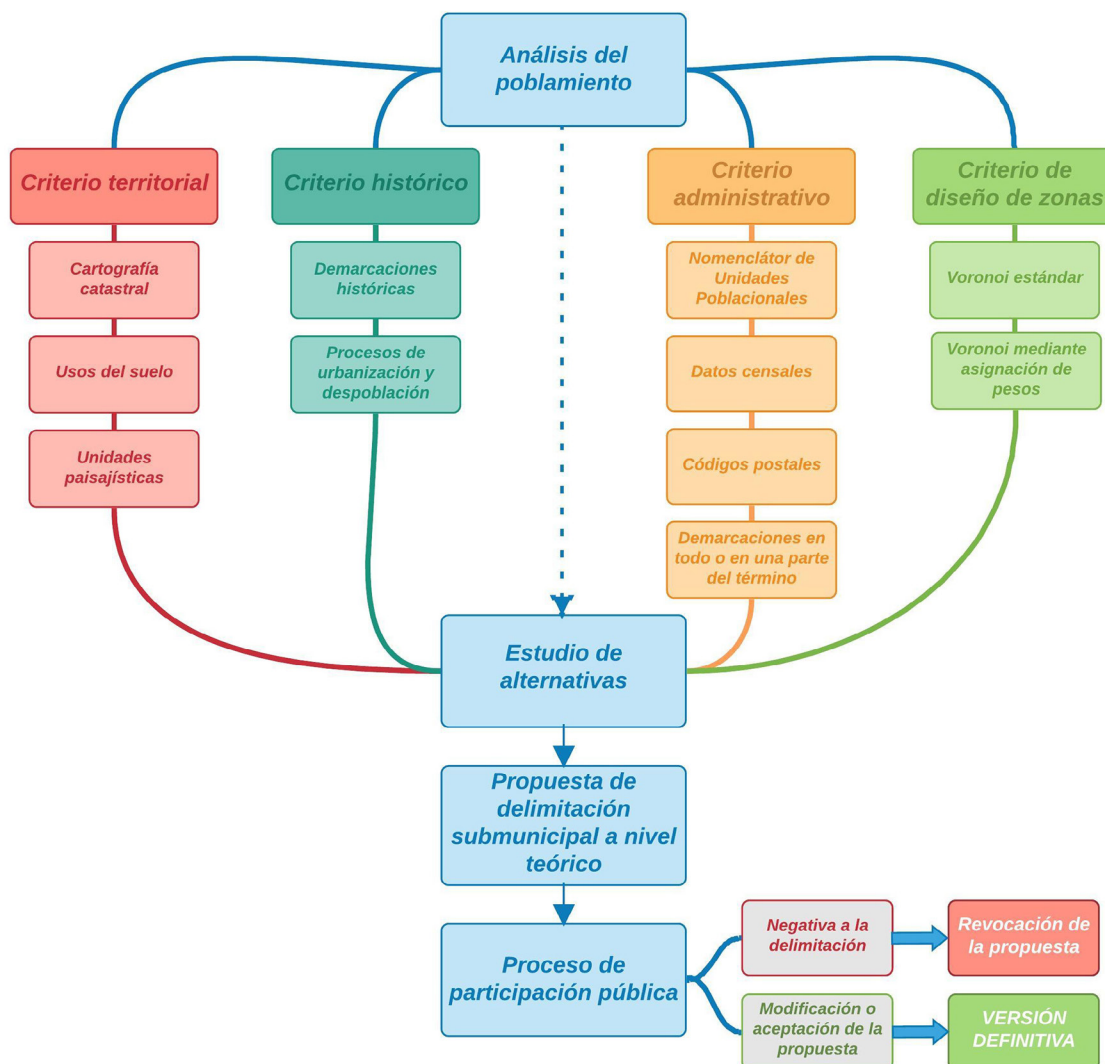 Análisis del
poblamiento
Criterio territorial
Cartografía
catastral
Usos del suelo
Unidades
paisajísticas
Criterio histórico
Demarcaciones
históricas
Procesos de
urbanización y
despoblación
Criterio
administrativo
Nomenclátor de
Unidades
Poblacionales
Datos censales
Códigos postales
Demarcaciones en
todo o en una parte
del término
Criterio de
diseño de zonas
Voronoi estándar
Voronoi mediante
asignación de
pesos
Estudio de
alternativas
Propuesta de
delimitación
submunicipal a nivel
teórico
Proceso de
participación pública
Negativa a la
delimitación
Revocación de
la propuesta
Modificación o
aceptación de la
propuesta
VERSIÓN
DEFINITIVA